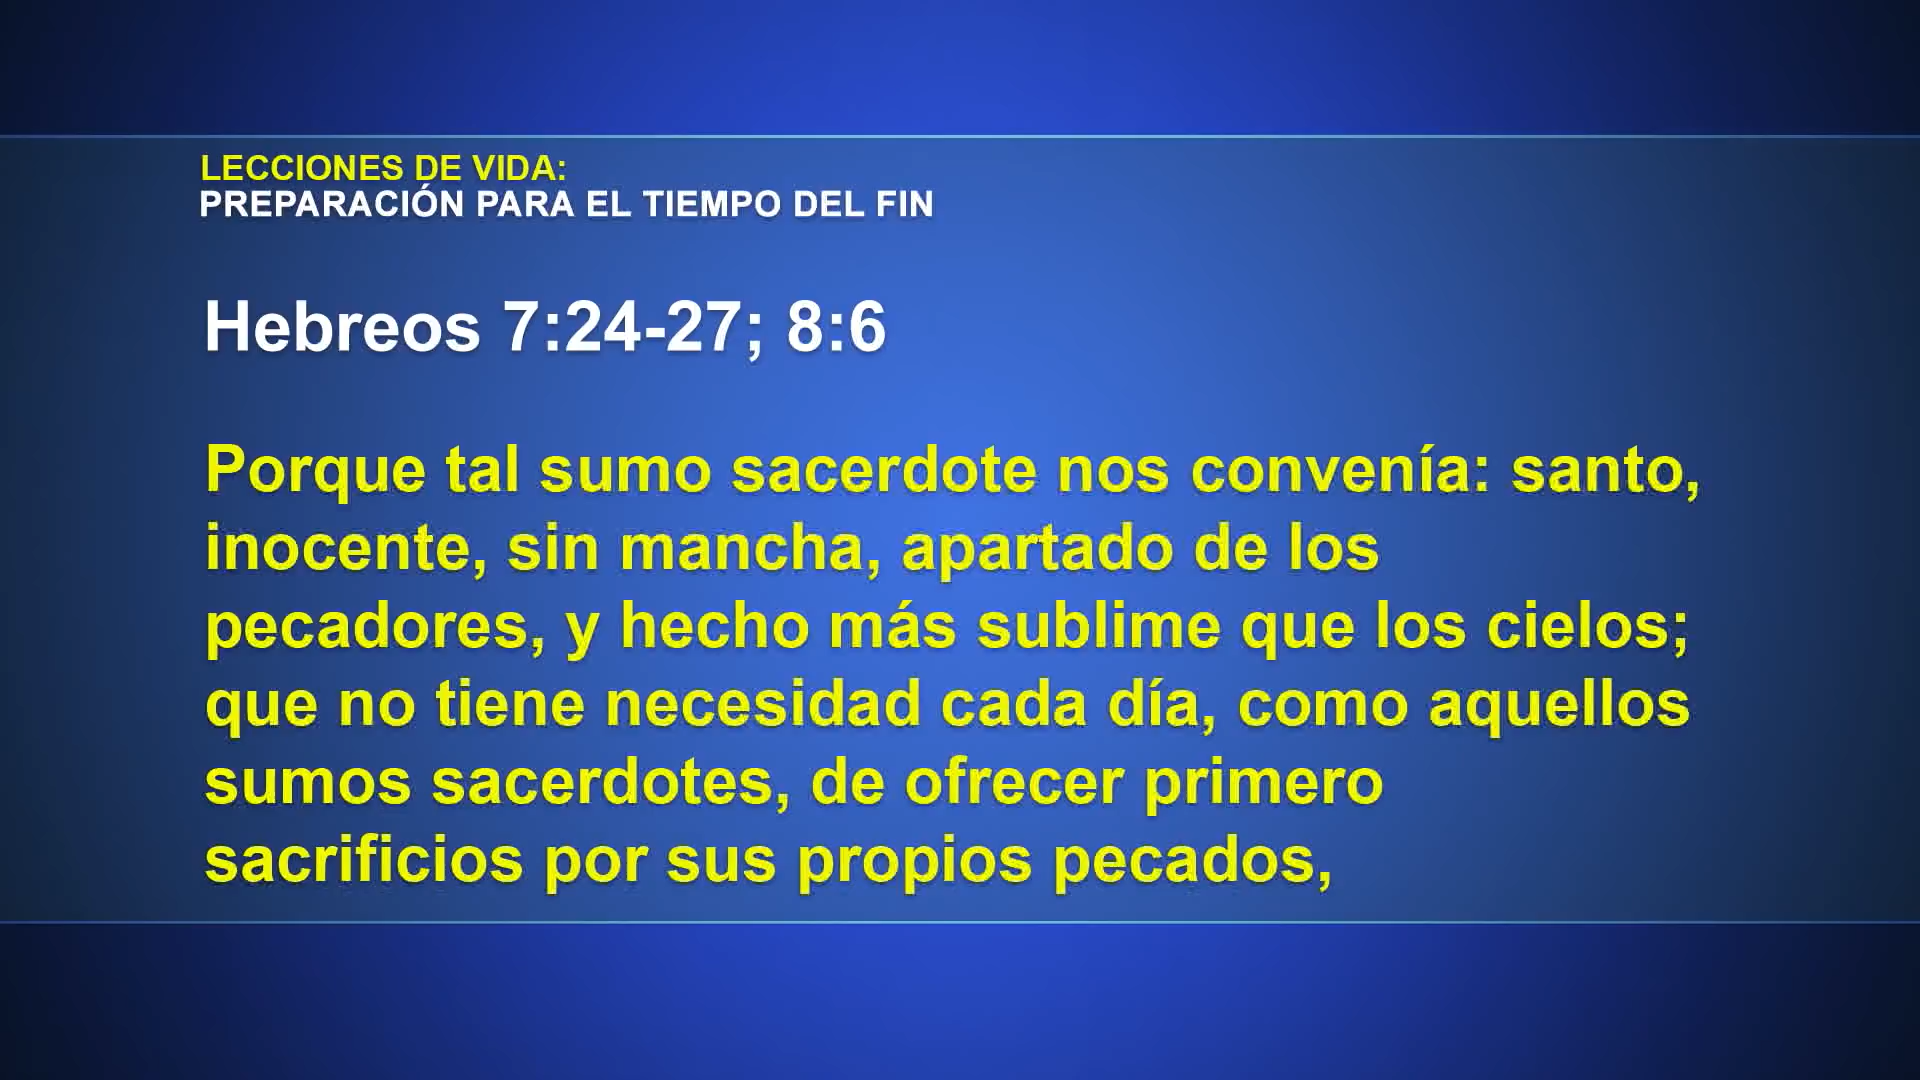 LECCIONES DE VIDA:
PREPARACIÓN PARA EL TIEMPO DEL FIN
Hebreos 7:24-27; 8:6
Porque tal sumo sacerdote nos convenía: santo,
inocente, sin mancha, apartado de los
pecadores, y hecho más sublime que los cielos;
que no tiene necesidad cada día, como aquellos
sumos sacerdotes, de ofrecer primero
sacrificios por sus propios pecados,